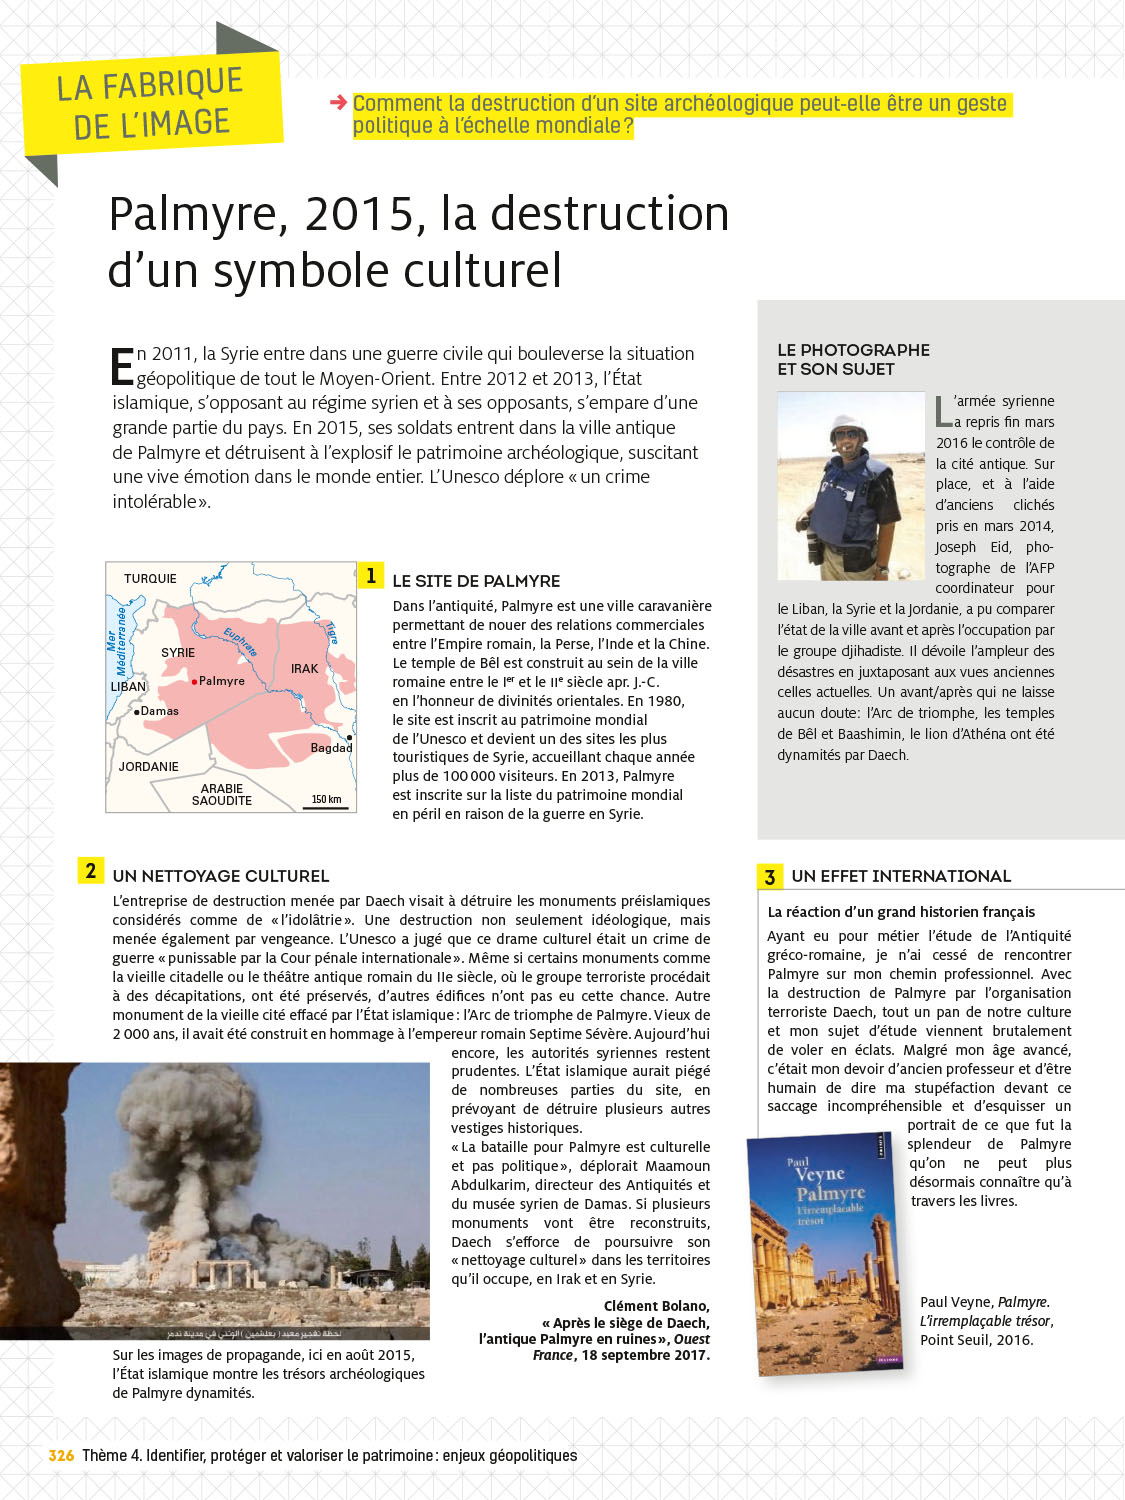 LA FABRIQUE
DE L'IMAGE
➔ Comment la destruction d'un site archéologique peut-elle être un geste
politique à l'échelle mondiale ?
Palmyre, 2015, la destruction
d'un symbole culturel
En 2011, la Syrie entre dans une guerre civile qui bouleverse la situation
géopolitique de tout le Moyen-Orient. Entre 2012 et 2013, l'État
islamique, s'opposant au régime syrien et à ses opposants, s'empare d'une
grande partie du pays. En 2015, ses soldats entrent dans la ville antique
de Palmyre et détruisent à l'explosif le patrimoine archéologique, suscitant
une vive émotion dans le monde entier. L'Unesco déplore « un crime
intolérable ».
LE PHOTOGRAPHE
ET SON SUJET
L'armée syrienne
a repris fin mars
2016 le contrôle de
la cité antique. Sur
place, et à l'aide
d'anciens clichés
pris en mars 2014,
Joseph Eid, pho-
tographe de l'AFP
coordinateur pour
le Liban, la Syrie et la Jordanie, a pu comparer
l'état de la ville avant et après l'occupation par
le groupe djihadiste. Il dévoile l'ampleur des
désastres en juxtaposant aux vues anciennes
celles actuelles. Un avant/après qui ne laisse
aucun doute : l'Arc de triomphe, les temples
de Bêl et Baashimin, le lion d'Athéna ont été
dynamités par Daech.
TURQUIE
Mer
Méditerranée
Euphrate
Tigre
SYRIE
IRAK
Palmyre
LIBAN
Damas
Bagdad
JORDANIE
ARABIE
SAOUDITE
150 km
1 LE SITE DE PALMYRE
Dans l'antiquité, Palmyre est une ville caravanière
permettant de nouer des relations commerciales
entre l'Empire romain, la Perse, l'Inde et la Chine.
Le temple de Bêl est construit au sein de la ville
romaine entre le Ier et le IIe siècle apr. J.-C.
en l'honneur de divinités orientales. En 1980,
le site est inscrit au patrimoine mondial
de l'Unesco et devient un des sites les plus
touristiques de Syrie, accueillant chaque année
plus de 100 000 visiteurs. En 2013, Palmyre
est inscrite sur la liste du patrimoine mondial
en péril en raison de la guerre en Syrie.
2 UN NETTOYAGE CULTUREL
L'entreprise de destruction menée par Daech visait à détruire les monuments préislamiques
considérés comme de « l'idolâtrie ». Une destruction non seulement idéologique, mais
menée également par vengeance. L'Unesco a jugé que ce drame culturel était un crime de
guerre « punissable par la Cour pénale internationale ». Même si certains monuments comme
la vieille citadelle ou le théâtre antique romain du IIe siècle, où le groupe terroriste procédait
à des décapitations, ont été préservés, d'autres édifices n'ont pas eu cette chance. Autre
monument de la vieille cité effacé par l'État islamique : l'Arc de triomphe de Palmyre. Vieux de
2 000 ans, il avait été construit en hommage à l'empereur romain Septime Sévère. Aujourd'hui
encore, les autorités syriennes restent
prudentes. L'État islamique aurait piégé
de nombreuses parties du site, en
prévoyant de détruire plusieurs autres
vestiges historiques.
« La bataille pour Palmyre est culturelle
et pas politique », déplorait Maamoun
Abdulkarim, directeur des Antiquités et
du musée syrien de Damas. Si plusieurs
monuments vont être reconstruits,
Daech s'efforce de poursuivre son
« nettoyage culturel » dans les territoires
qu'il occupe, en Irak et en Syrie.
Clément Bolano,
« Après le siège de Daech,
l'antique Palmyre en ruines », Ouest
France, 18 septembre 2017.
لحظة تفجير معبد (بعلشمين) الوثني في مدينة تدمر
Sur les images de propagande, ici en août 2015,
l'État islamique montre les trésors archéologiques
de Palmyre dynamités.
3 UN EFFET INTERNATIONAL
La réaction d'un grand historien français
Ayant eu pour métier l'étude de l'Antiquité
gréco-romaine, je n'ai cessé de rencontrer
Palmyre sur mon chemin professionnel. Avec
la destruction de Palmyre par l'organisation
terroriste Daech, tout un pan de notre culture
et mon sujet d'étude viennent brutalement
de voler en éclats. Malgré mon âge avancé,
c'était mon devoir d'ancien professeur et d'être
humain de dire ma stupéfaction devant ce
saccage incompréhensible et d'esquisser un
portrait de ce que fut la
splendeur de Palmyre
qu'on ne peut plus
désormais connaître qu'à
travers les livres.
POINTS
Paul
Veyne
Palmyre
L'irremplaçable
trésor
Paul Veyne, Palmyre.
L'irremplaçable trésor,
Point Seuil, 2016.
326 Thème 4. Identifier, protéger et valoriser le patrimoine : enjeux géopolitiques